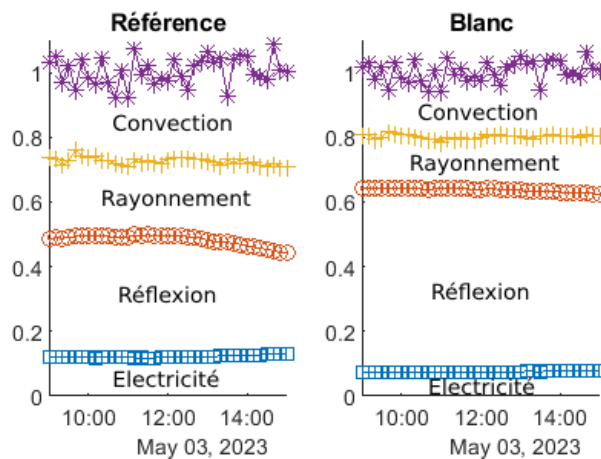 Référence
1
0.8
0.6
0.4
0.2
0
Convection
Rayonnement
Réflexion
Electricité
10:00 12:00 14:00
May 03, 2023
Blanc
1
0.8
0.6
0.4
0.2
0
Convection
Rayonnement
Réflexion
Electricité
10:00 12:00 14:00
May 03, 2023